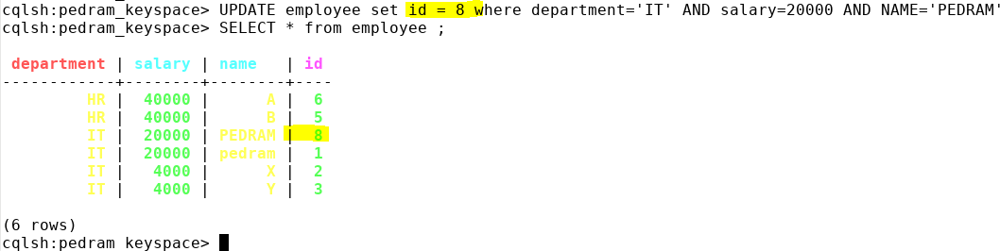 cqlsh:pedram_keyspace> UPDATE employee set id = 8 where department='IT' AND salary=20000 AND NAME='PEDRAM'
cqlsh:pedram_keyspace> SELECT * from employee ;
department | salary | name | id
------------+--------+--------+----
HR | 40000 | A | 6
HR | 40000 | B | 5
IT | 20000 | PEDRAM | 8
IT | 20000 | pedram | 1
IT | 4000 | X | 2
IT | 4000 | Y | 3
(6 rows)
cqlsh:pedram_keyspace>